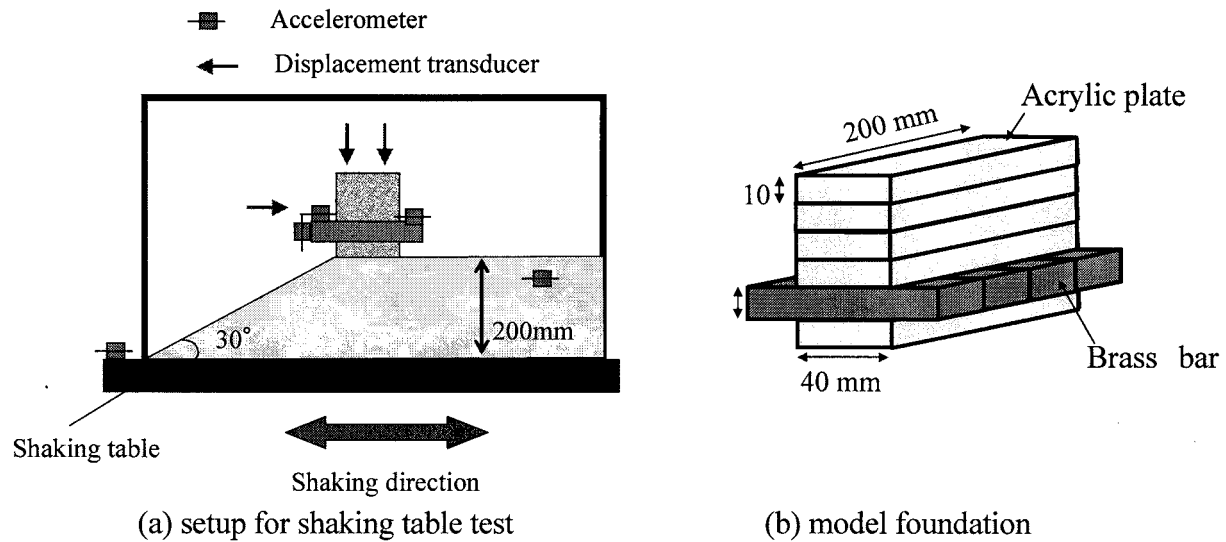 Accelerometer
Displacement transducer
30°
200mm
Shaking table
Shaking direction
(a) setup for shaking table test
Acrylic plate
200 mm
10
40 mm
Brass bar
(b) model foundation